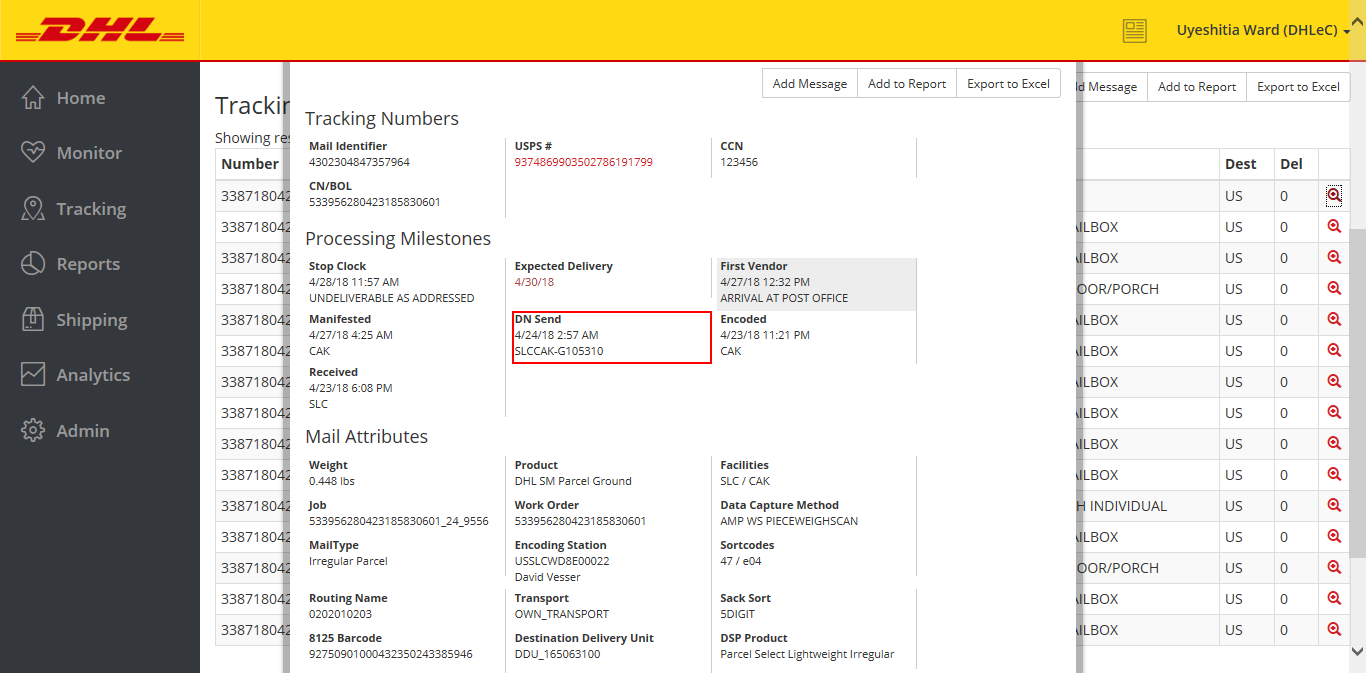 DHL
Uyeshitia Ward (DHLeC)
Home
Monitor
Tracking
Reports
Shipping
Analytics
Admin
Add Message
Add to Report
Export to Excel
Tracking Numbers
Mail Identifier
4302304847357964
USPS #
9374869903502786191799
CCN
123456
CN/BOL
533956280423185830601
Processing Milestones
Stop Clock
4/28/18 11:57 AM
UNDELIVERABLE AS ADDRESSED
Expected Delivery
4/30/18
First Vendor
4/27/18 12:32 PM
ARRIVAL AT POST OFFICE
Manifested
4/27/18 4:25 AM
CAK
DN Send
4/24/18 2:57 AM
SLCCAK-G105310
Encoded
4/23/18 11:21 PM
CAK
Received
4/23/18 6:08 PM
SLC
Mail Attributes
Weight
0.448 lbs
Product
DHL SM Parcel Ground
Facilities
SLC / CAK
Job
533956280423185830601_24_9556
Work Order
533956280423185830601
Data Capture Method
AMP WS PIECEWEIGHSCAN
MailType
Irregular Parcel
Encoding Station
USSLCWD8E00022
David Vesser
Sortcodes
47 / e04
Routing Name
0202010203
Transport
OWN_TRANSPORT
Sack Sort
5DIGIT
8125 Barcode
92750901000432350243385946
Destination Delivery Unit
DDU_165063100
DSP Product
Parcel Select Lightweight Irregular
Trackin
Showing res
d Message
Add to Report
Export to Excel
Number Dest Del
338718042 US 0
338718042 AILBOX US 0
338718042 AILBOX US 0
338718042 OOR/PORCH US 0
338718042 AILBOX US 0
338718042 AILBOX US 0
338718042 AILBOX US 0
338718042 AILBOX US 0
338718042 AILBOX US 0
338718042 AILBOX US 0
338718042 H INDIVIDUAL US 0
338718042 AILBOX US 0
338718042 OOR/PORCH US 0
338718042 AILBOX US 0
338718042 AILBOX US 0